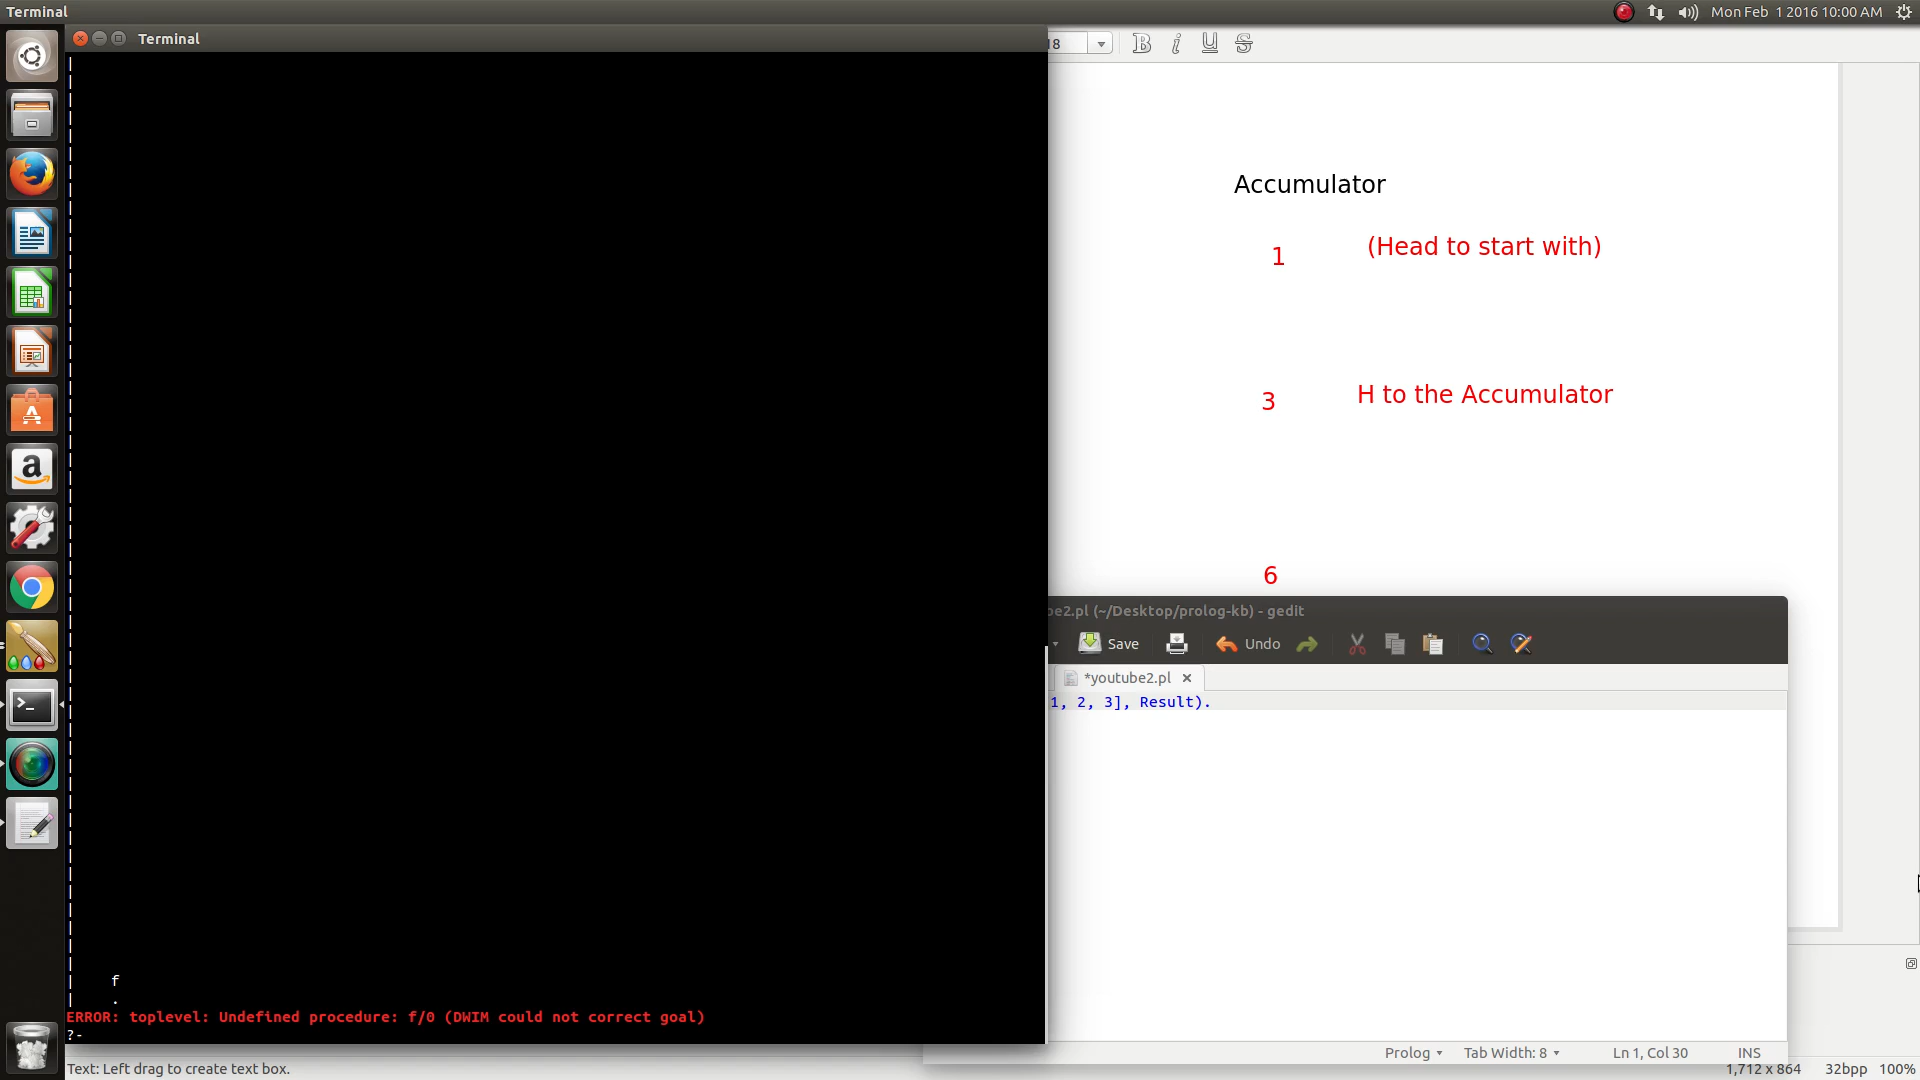 Terminal
Mon Feb 1 2016 10:00 AM
Terminal
18
B i U S
Accumulator
1 (Head to start with)
3 H to the Accumulator
6
be2.pl (~/Desktop/prolog-kb) - gedit
Save
Undo
*youtube2.pl
1, 2, 3], Result).
f
.
ERROR: toplevel: Undefined procedure: f/0 (DWIM could not correct goal)
?-
Prolog Tab Width: 8 Ln 1, Col 30 INS
Text: Left drag to create text box.
1,712 x 864 32bpp 100%